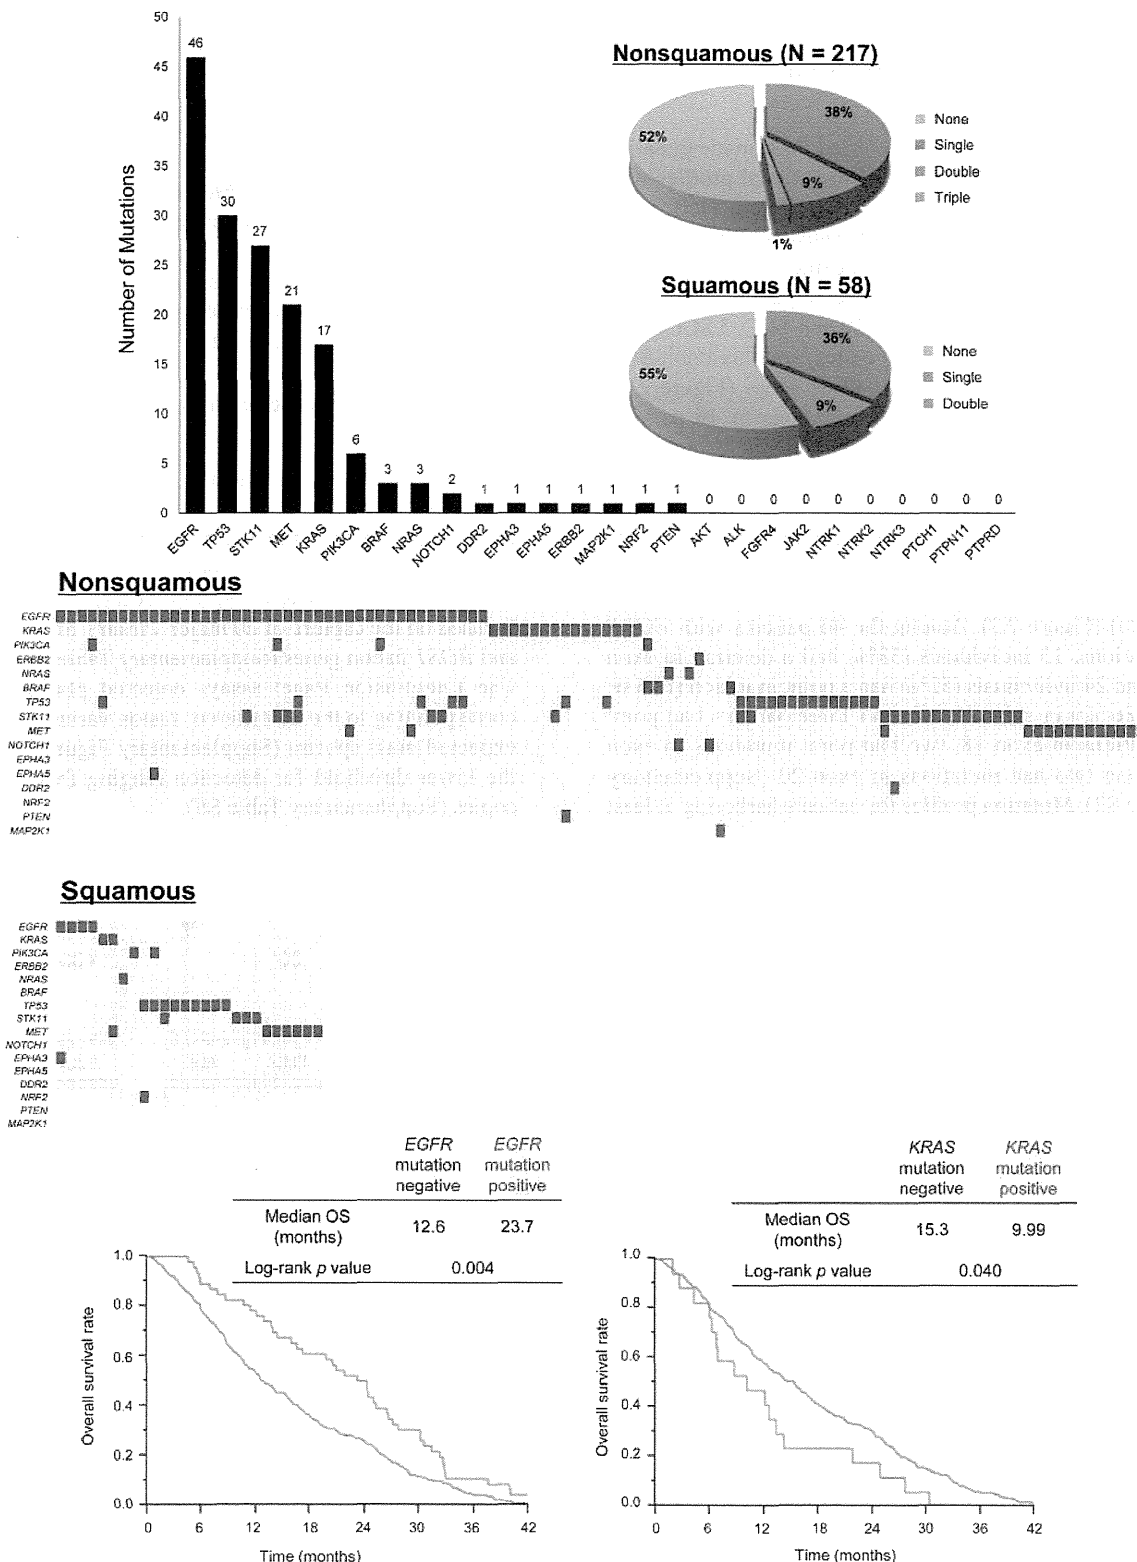 50
45
40
35
30
25
20
15
10
5
0
Number of Mutations
46
30
27
21
17
6
3
3
2
1
1
1
1
1
1
1
0
0
0
0
0
0
0
0
0
0
EGFR
TP53
STK11
MET
KRAS
PIK3CA
BRAF
NRAS
NOTCH1
DDR2
EPHA3
EPHA5
ERBB2
MAP2K1
NRF2
PTEN
AKT
ALK
FGFR4
JAK2
NTRK1
NTRK2
NTRK3
PTCH1
PTPN11
PTPRD
Nonsquamous (N = 217)
52%
38%
9%
1%
None
Single
Double
Triple
Squamous (N = 58)
55%
36%
9%
None
Single
Double
Nonsquamous
EGFR
KRAS
PIK3CA
ERBB2
NRAS
BRAF
TP53
STK11
MET
NOTCH1
EPHA3
EPHA5
DDR2
NRF2
PTEN
MAP2K1
Squamous
EGFR
KRAS
PIK3CA
ERBB2
NRAS
BRAF
TP53
STK11
MET
NOTCH1
EPHA3
EPHA5
DDR2
NRF2
PTEN
MAP2K1
EGFR mutation negative
EGFR mutation positive
Median OS (months) 12.6 23.7
Log-rank p value 0.004
Overall survival rate
1.0
0.8
0.6
0.4
0.2
0.0
0 6 12 18 24 30 36 42
Time (months)
KRAS mutation negative
KRAS mutation positive
Median OS (months) 15.3 9.99
Log-rank p value 0.040
Overall survival rate
1.0
0.8
0.6
0.4
0.2
0.0
0 6 12 18 24 30 36 42
Time (months)